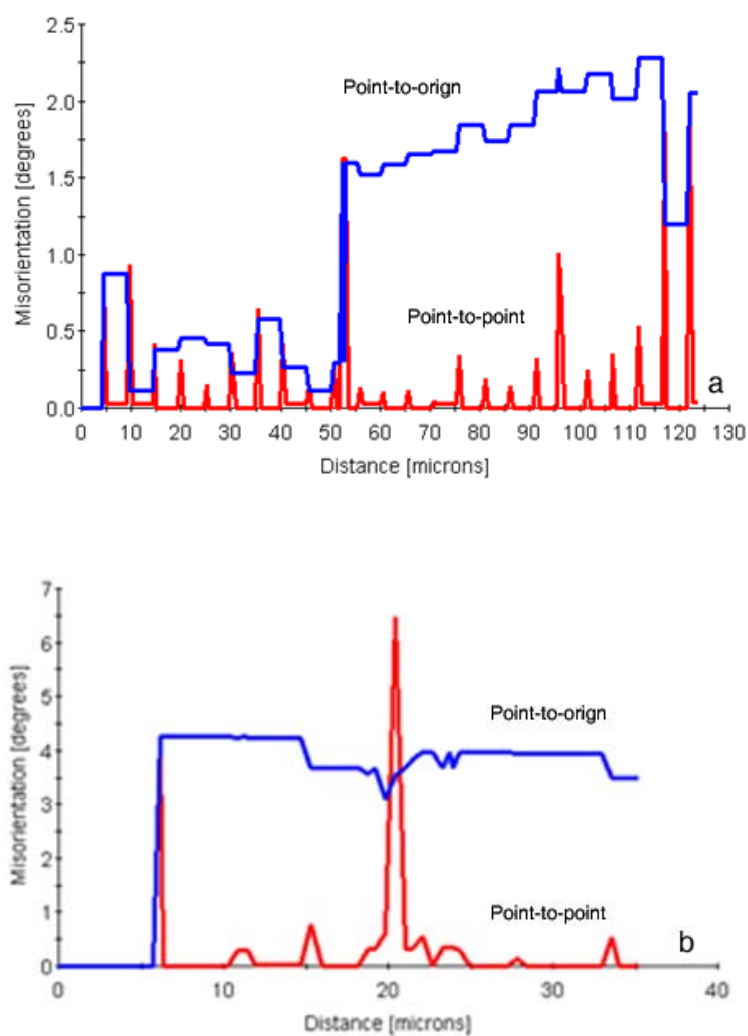 2.5
2.0
1.5
1.0
0.5
0.0
Misorientation [degrees]
Point-to-orign
Point-to-point
a
0 10 20 30 40 50 60 70 80 90 100 110 120 130
Distance [microns]
7
6
5
4
3
2
1
0
Misorientation [degrees]
Point-to-orign
Point-to-point
b
0 10 20 30 40
Distance [microns]